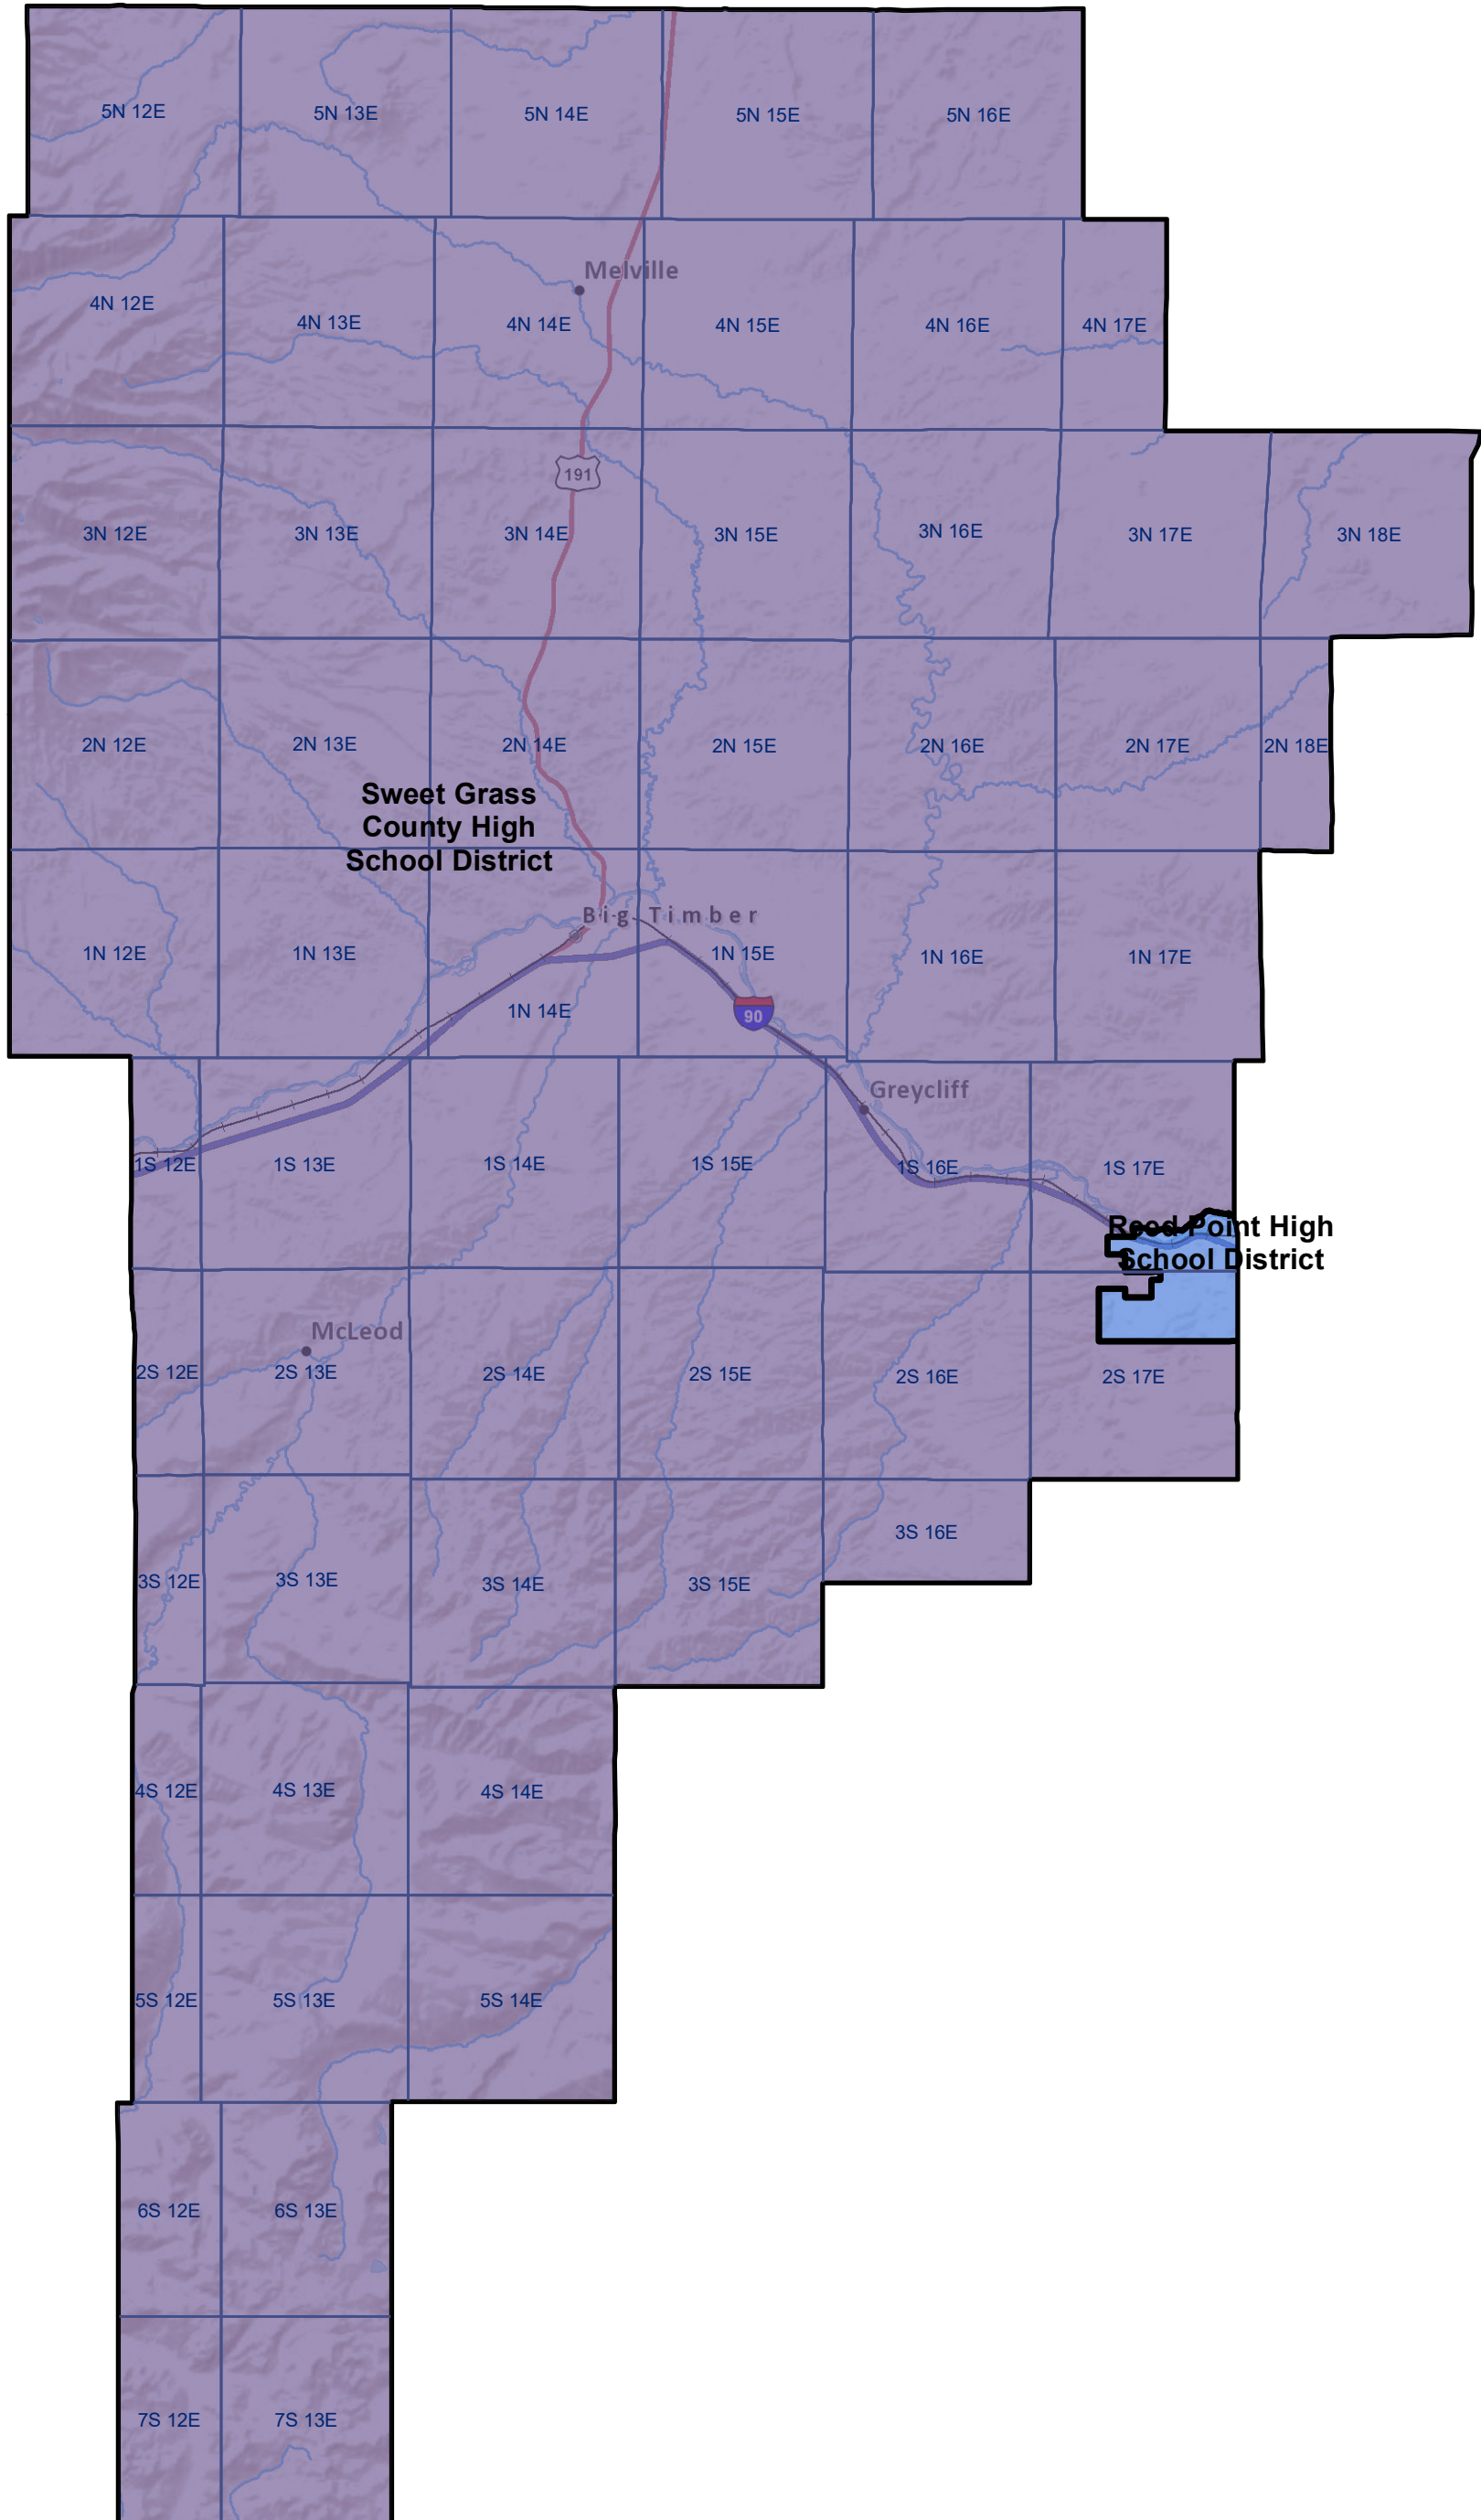 5N 12E
5N 13E
5N 14E
5N 15E
5N 16E
Melville
4N 12E
4N 13E
4N 14E
4N 15E
4N 16E
4N 17E
191
3N 12E
3N 13E
3N 14E
3N 15E
3N 16E
3N 17E
3N 18E
2N 12E
2N 13E
2N 14E
2N 15E
2N 16E
2N 17E
2N 18E
Sweet Grass
County High
School District
Big Timber
1N 12E
1N 13E
1N 14E
1N 15E
1N 16E
1N 17E
90
Greycliff
1S 12E
1S 13E
1S 14E
1S 15E
1S 16E
1S 17E
Reed Point High
School District
McLeod
2S 12E
2S 13E
2S 14E
2S 15E
2S 16E
2S 17E
3S 12E
3S 13E
3S 14E
3S 15E
3S 16E
4S 12E
4S 13E
4S 14E
5S 12E
5S 13E
5S 14E
6S 12E
6S 13E
7S 12E
7S 13E